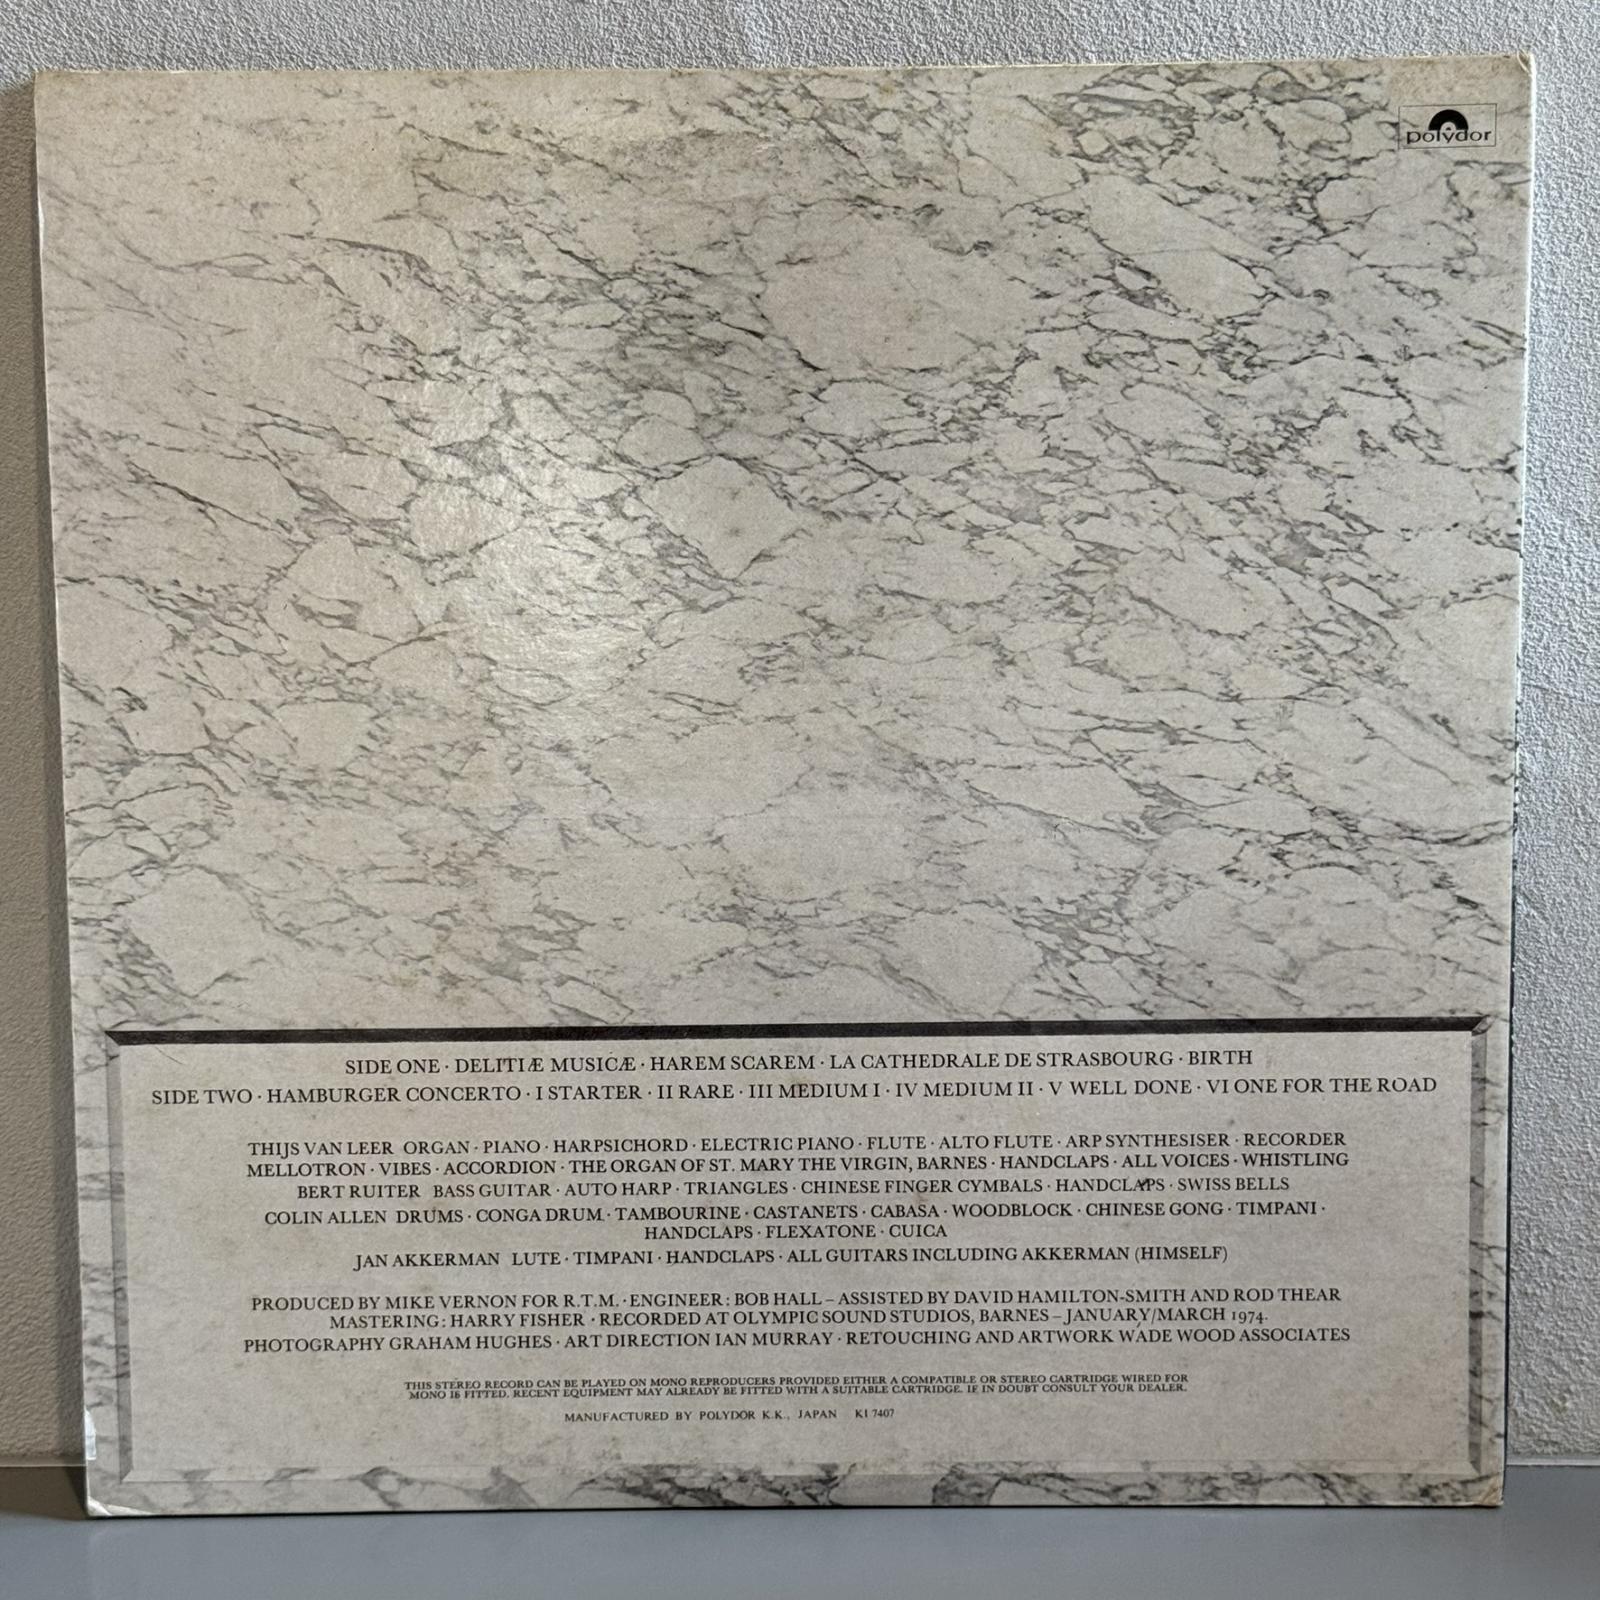 polydor
SIDE ONE · DELITIÆ MUSICÆ · HAREM SCAREM · LA CATHEDRALE DE STRASBOURG · BIRTH
SIDE TWO · HAMBURGER CONCERTO · I STARTER · II RARE · III MEDIUM I · IV MEDIUM II · V WELL DONE · VI ONE FOR THE ROAD
THIJS VAN LEER ORGAN · PIANO · HARPSICHORD · ELECTRIC PIANO · FLUTE · ALTO FLUTE · ARP SYNTHESISER · RECORDER
MELLOTRON · VIBES · ACCORDION · THE ORGAN OF ST. MARY THE VIRGIN, BARNES · HANDCLAPS · ALL VOICES · WHISTLING
BERT RUITER BASS GUITAR · AUTO HARP · TRIANGLES · CHINESE FINGER CYMBALS · HANDCLAPS · SWISS BELLS
COLIN ALLEN DRUMS · CONGA DRUM · TAMBOURINE · CASTANETS · CABASA · WOODBLOCK · CHINESE GONG · TIMPANI ·
HANDCLAPS · FLEXATONE · CUICA
JAN AKKERMAN LUTE · TIMPANI · HANDCLAPS · ALL GUITARS INCLUDING AKKERMAN (HIMSELF)
PRODUCED BY MIKE VERNON FOR R.T.M. · ENGINEER: BOB HALL – ASSISTED BY DAVID HAMILTON-SMITH AND ROD THEAR
MASTERING: HARRY FISHER · RECORDED AT OLYMPIC SOUND STUDIOS, BARNES – JANUARY/MARCH 1974.
PHOTOGRAPHY GRAHAM HUGHES · ART DIRECTION IAN MURRAY · RETOUCHING AND ARTWORK WADE WOOD ASSOCIATES
THIS STEREO RECORD CAN BE PLAYED ON MONO REPRODUCERS PROVIDED EITHER A COMPATIBLE OR STEREO CARTRIDGE WIRED FOR
MONO IS FITTED. RECENT EQUIPMENT MAY ALREADY BE FITTED WITH A SUITABLE CARTRIDGE. IF IN DOUBT CONSULT YOUR DEALER.
MANUFACTURED BY POLYDOR K.K., JAPAN KI 7407